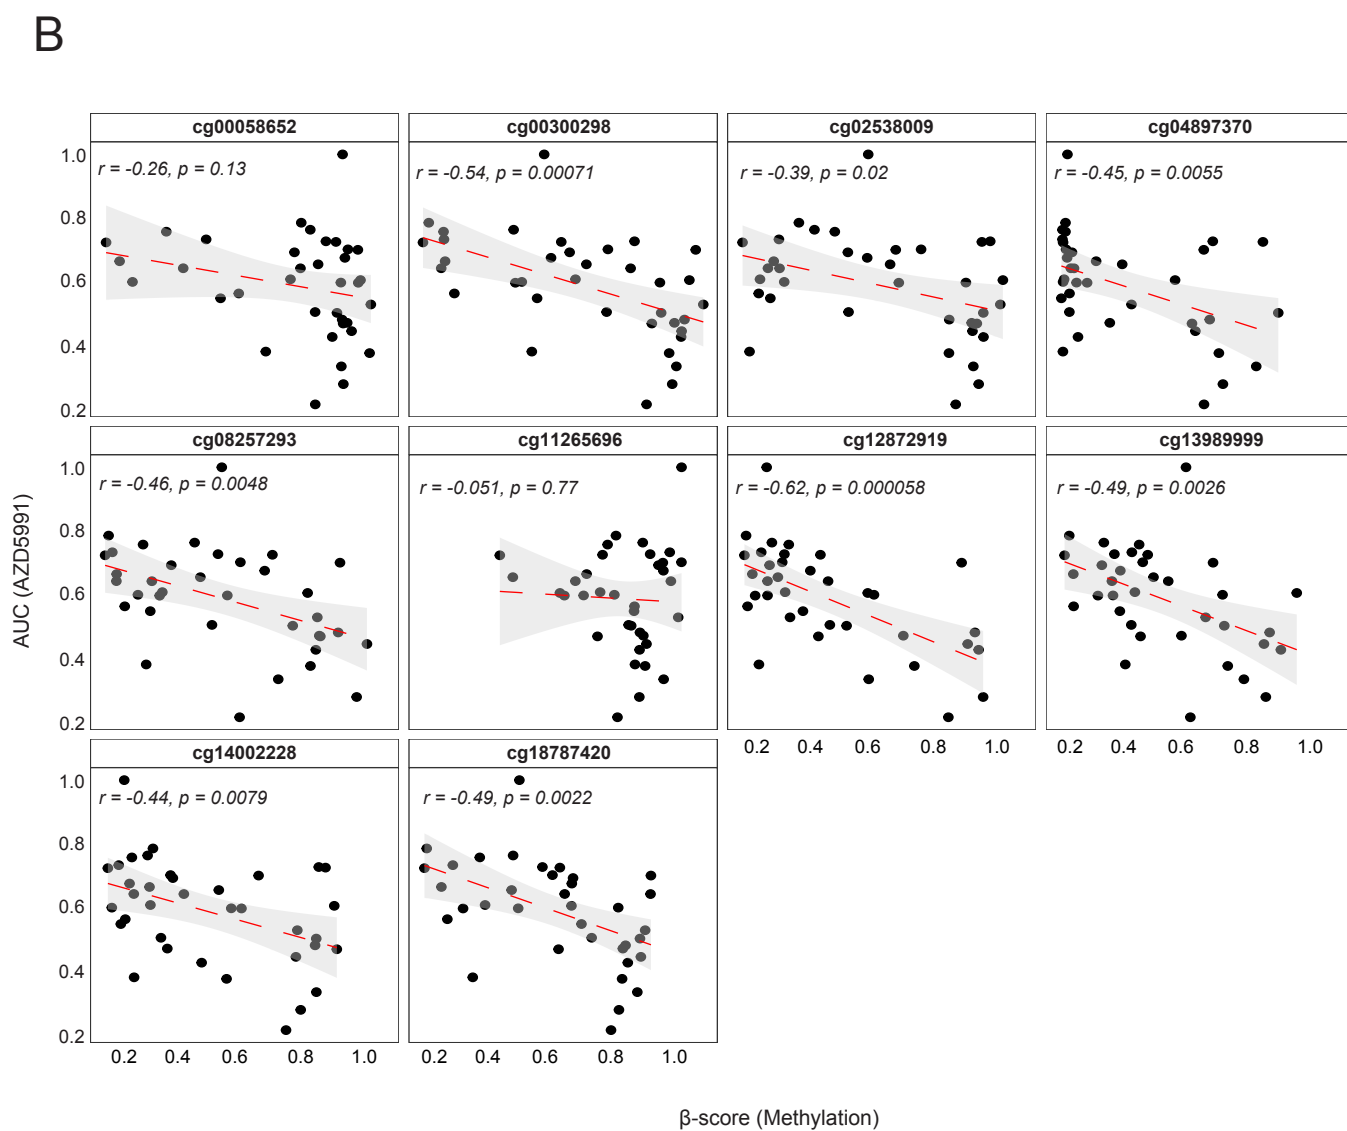 B
cg00058652 cg00300298 cg02538009 cg04897370
r = -0.26, p = 0.13 r = -0.54, p = 0.00071 r = -0.39, p = 0.02 r = -0.45, p = 0.0055
1.0
0.8
0.6
0.4
0.2
cg08257293 cg11265696 cg12872919 cg13989999
r = -0.46, p = 0.0048 r = -0.051, p = 0.77 r = -0.62, p = 0.000058 r = -0.49, p = 0.0026
1.0
0.8
0.6
0.4
0.2
AUC (AZD5991)
0.2 0.4 0.6 0.8 1.0 0.2 0.4 0.6 0.8 1.0
cg14002228 cg18787420
r = -0.44, p = 0.0079 r = -0.49, p = 0.0022
1.0
0.8
0.6
0.4
0.2
0.2 0.4 0.6 0.8 1.0 0.2 0.4 0.6 0.8 1.0
β-score (Methylation)